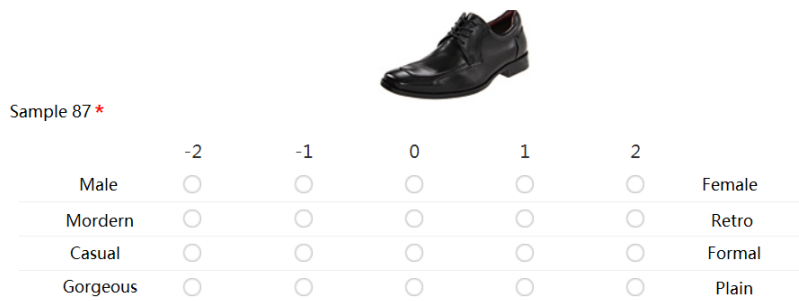 Sample 87 *
-2 -1 0 1 2
Male Female
Mordern Retro
Casual Formal
Gorgeous Plain